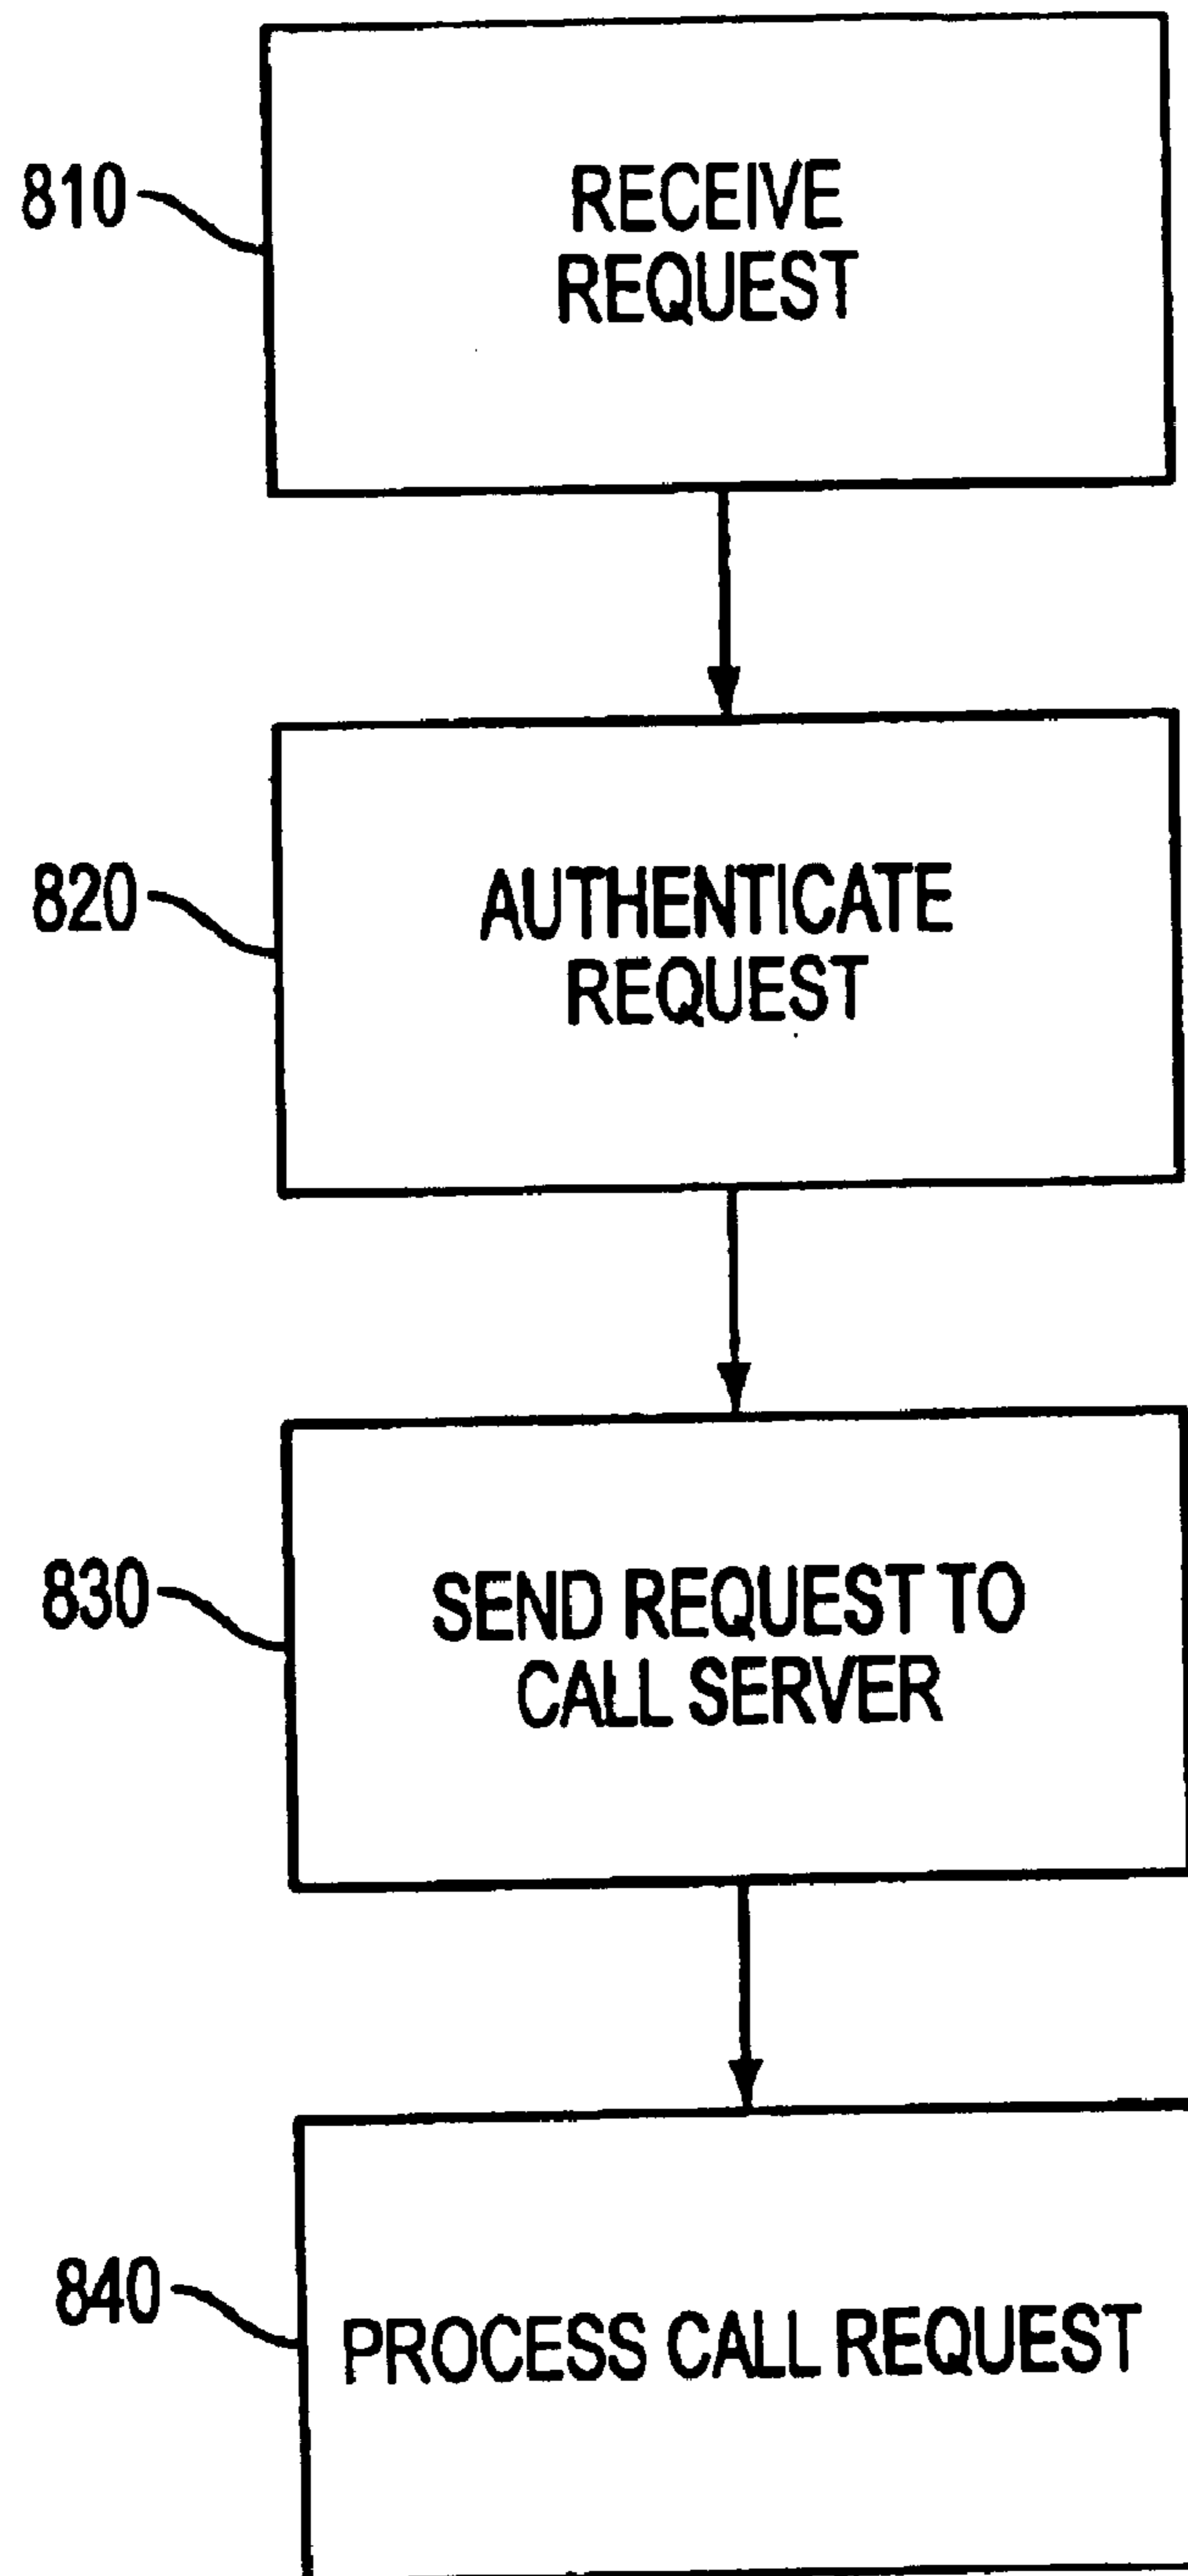 810
RECEIVE
REQUEST
820
AUTHENTICATE
REQUEST
830
SEND REQUEST TO
CALL SERVER
840
PROCESS CALL REQUEST